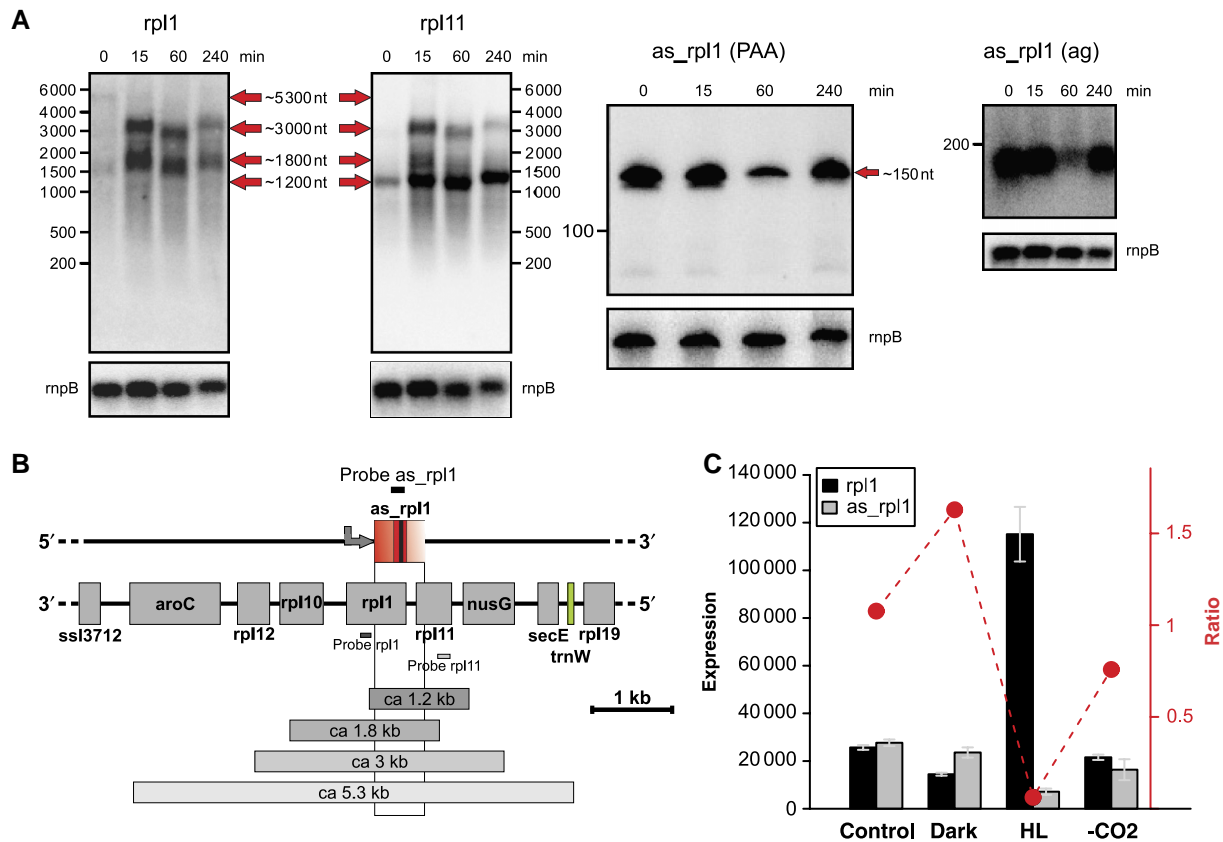 A
rpl1
0 15 60 240 min
6000
4000
3000
2000
1500
1000
500
200
rnpB
~5300 nt
~3000 nt
~1800 nt
~1200 nt
rpl11
0 15 60 240 min
6000
4000
3000
2000
1500
1000
500
200
rnpB
as_rpl1 (PAA)
0 15 60 240 min
100
~150 nt
rnpB
as_rpl1 (ag)
0 15 60 240 min
200
rnpB
B
Probe as_rpl1
as_rpl1
5′ 3′
3′ 5′
ssl3712 aroC rpl12 rpl10 rpl1 rpl11 nusG secE trnW rpl19
Probe rpl1
Probe rpl11
ca 1.2 kb
ca 1.8 kb
ca 3 kb
ca 5.3 kb
1 kb
C
rpl1
as_rpl1
Expression
140 000
120 000
100 000
80 000
60 000
40 000
20 000
0
Ratio
1.5
1
0.5
Control Dark HL -CO2